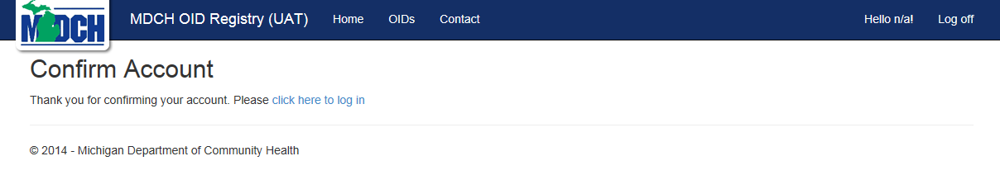 MDCH
MDCH OID Registry (UAT) Home OIDs Contact Hello n/a! Log off
Confirm Account
Thank you for confirming your account. Please click here to log in
© 2014 - Michigan Department of Community Health